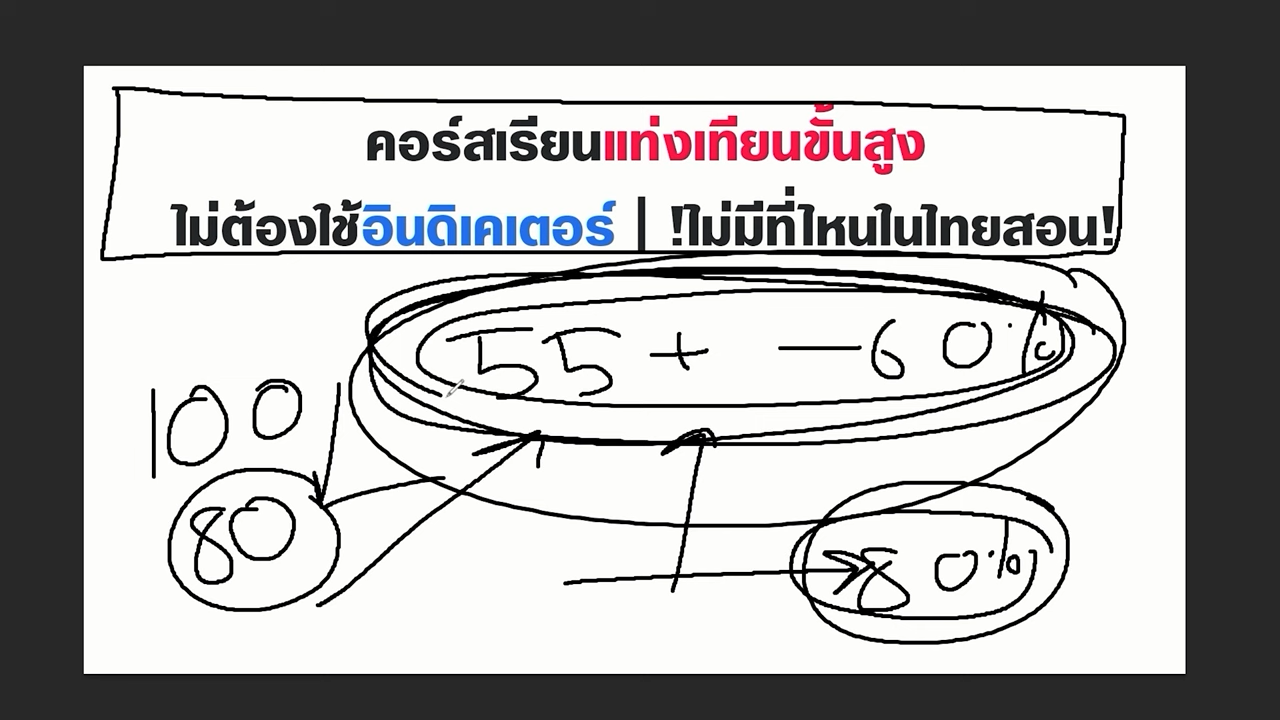 คอร์สเรียนแท่งเทียนขั้นสูง
ไม่ต้องใช้อินดิเคเตอร์ | !ไม่มีที่ไหนในไทยสอน!
55 + — 60%
100
80
80%